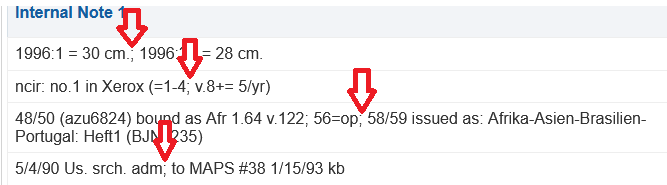 Internal Note 1
1996:1 = 30 cm.; 1996: = 28 cm.
ncir: no.1 in Xerox (=1-4; v.8+= 5/yr)
48/50 (azu6824) bound as Afr 1.64 v.122; 56=op; 58/59 issued as: Afrika-Asien-Brasilien-
Portugal: Heft1 (BJN 235)
5/4/90 Us. srch. adm; to MAPS #38 1/15/93 kb